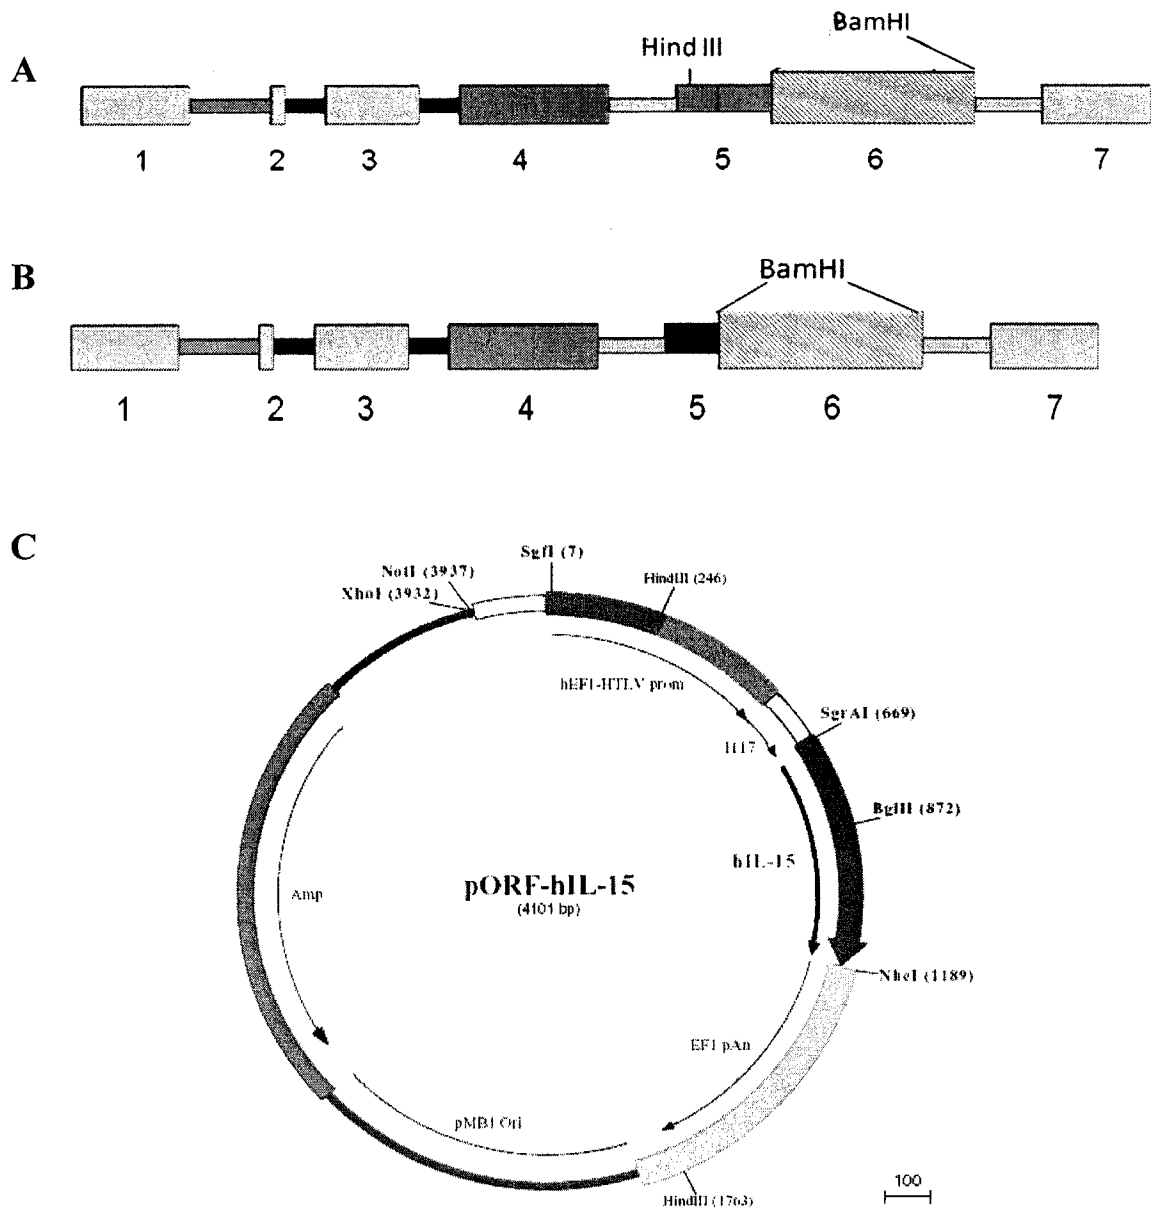 A
Hind III
BamHI
1 2 3 4 5 6 7
B
BamHI
1 2 3 4 5 6 7
C
SgfI (7)
NotI (3937)
XhoI (3932)
HindIII (246)
hEF1-HTLV prom
SgrAI (669)
I117
BglII (872)
hIL-15
pORF-hIL-15
(4101 bp)
Amp
NheI (1189)
EF1 pAn
pMB1 Ori
HindIII (1763)
100